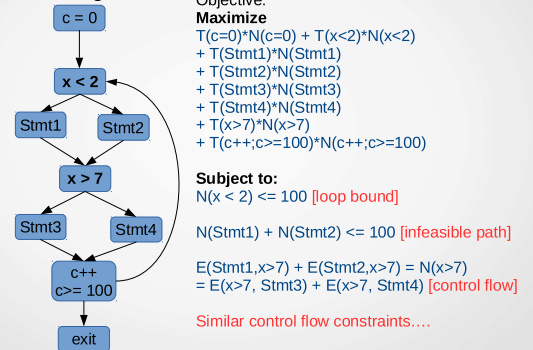 Objective:
Maximize
T(c=0)*N(c=0) + T(x<2)*N(x<2)
+ T(Stmt1)*N(Stmt1)
+ T(Stmt2)*N(Stmt2)
+ T(Stmt3)*N(Stmt3)
+ T(Stmt4)*N(Stmt4)
+ T(x>7)*N(x>7)
+ T(c++;c>=100)*N(c++;c>=100)
Subject to:
N(x < 2) <= 100 [loop bound]
N(Stmt1) + N(Stmt2) <= 100 [infeasible path]
E(Stmt1,x>7) + E(Stmt2,x>7) = N(x>7)
= E(x>7, Stmt3) + E(x>7, Stmt4) [control flow]
Similar control flow constraints....
c = 0
x < 2
Stmt1
Stmt2
x > 7
Stmt3
Stmt4
c++
c>= 100
exit